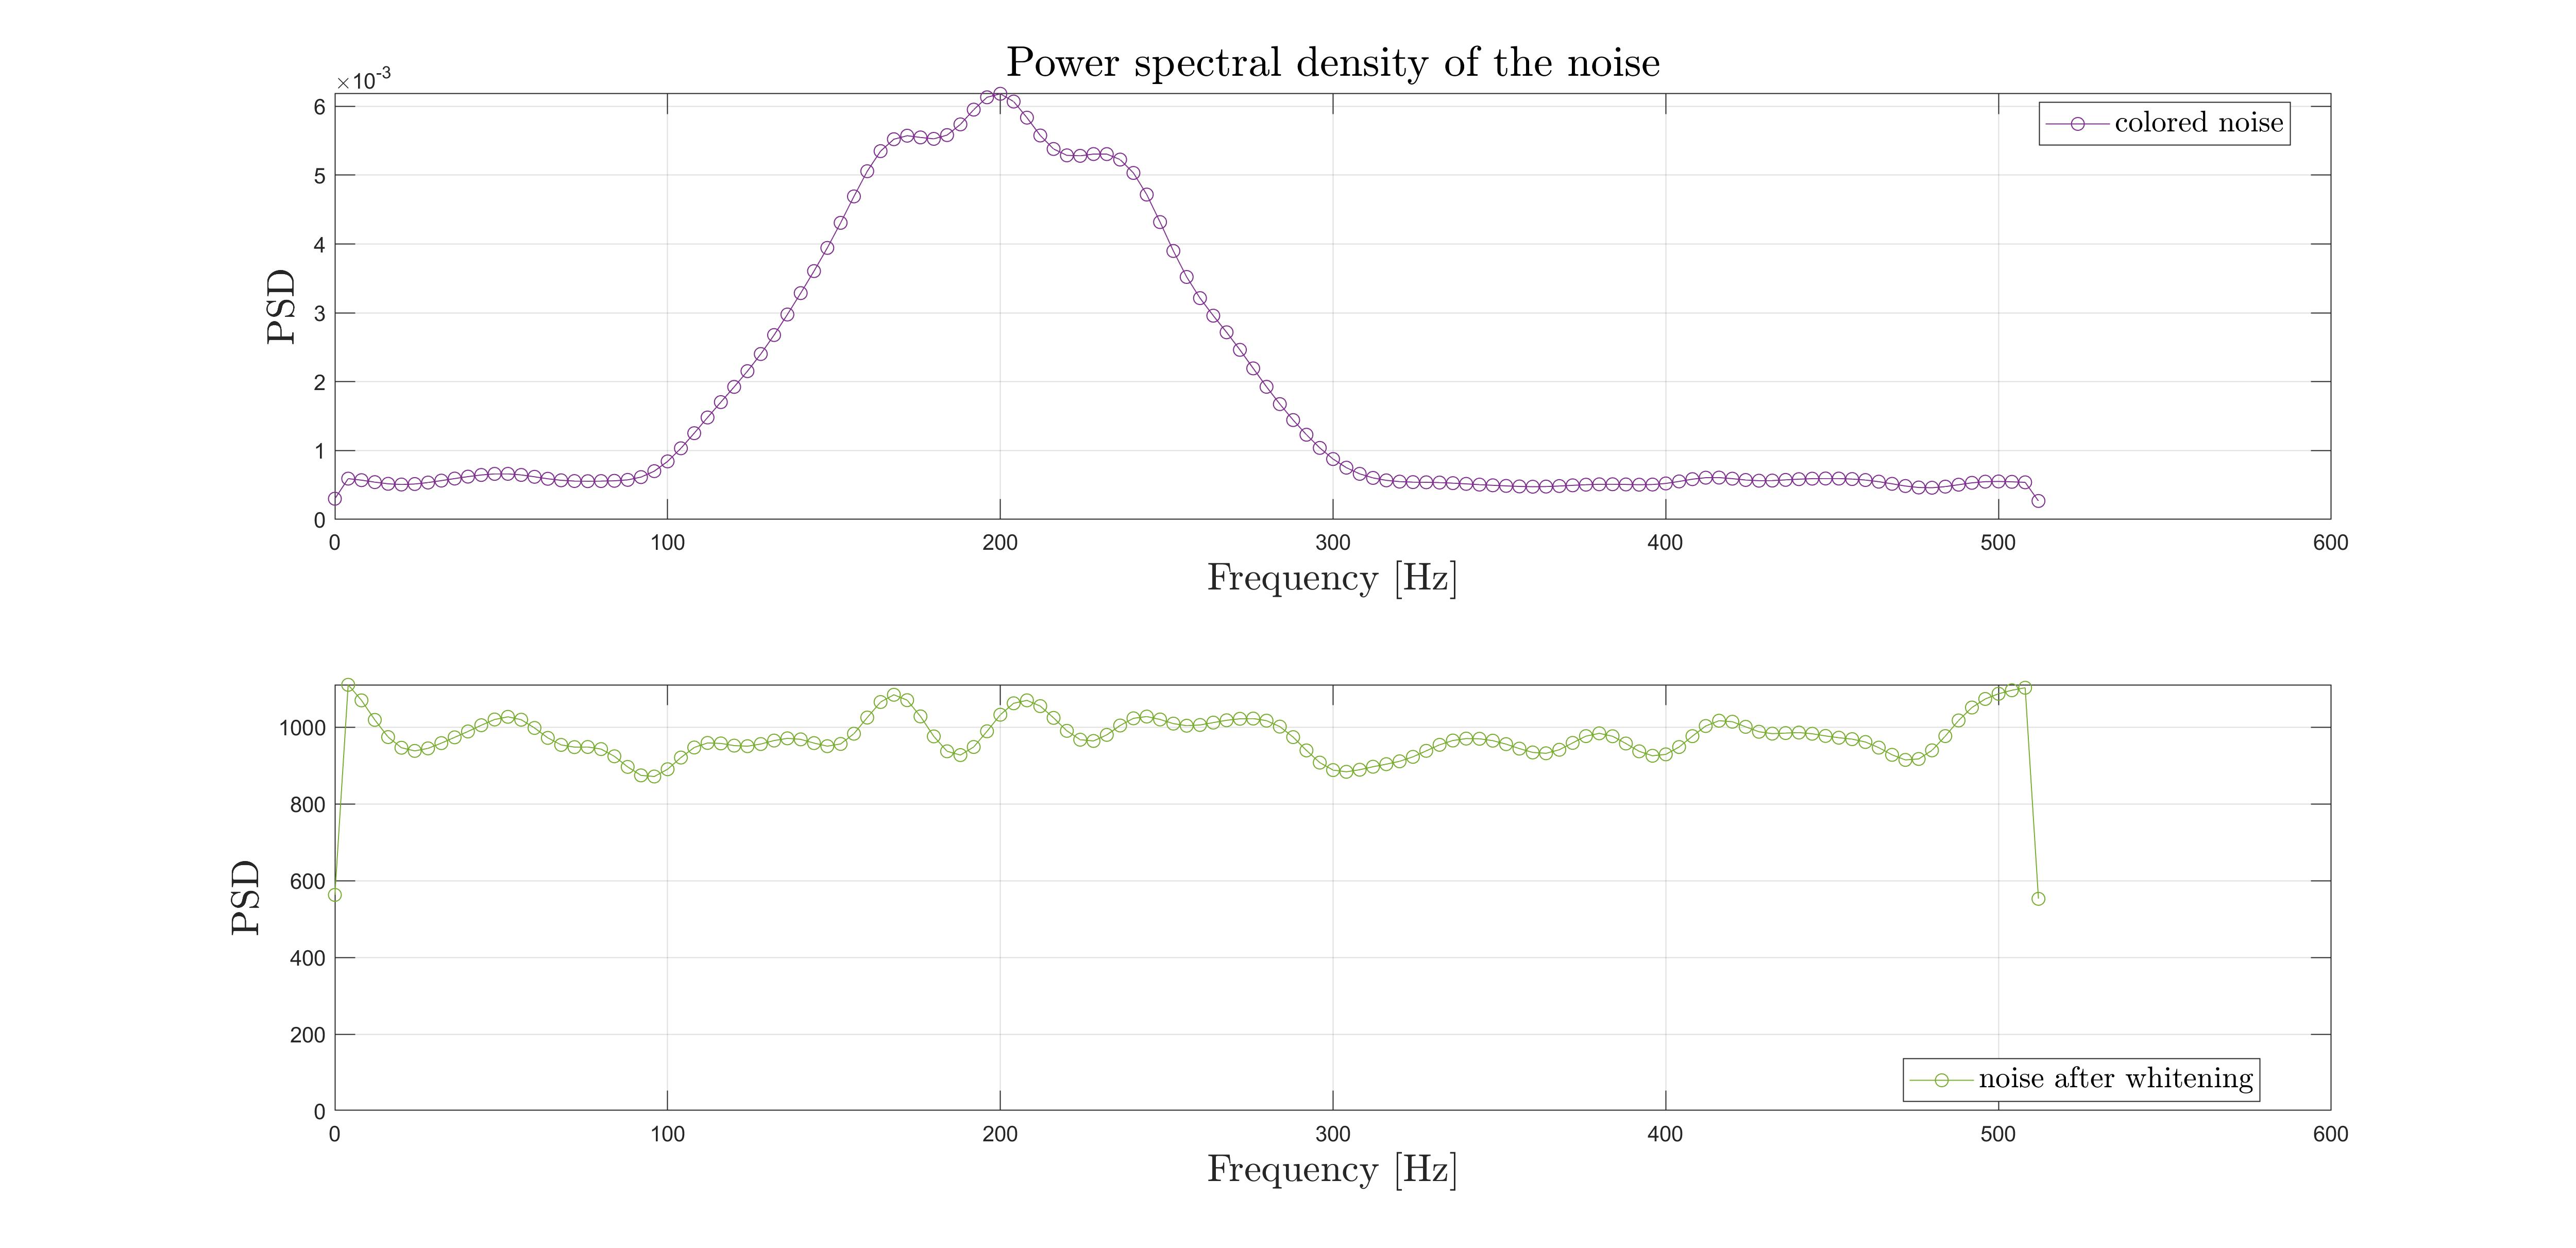 Power spectral density of the noise
×10-3
6
5
4
3
2
1
0
PSD
colored noise
0 100 200 300 400 500 600
Frequency [Hz]
1000
800
600
400
200
0
PSD
noise after whitening
0 100 200 300 400 500 600
Frequency [Hz]